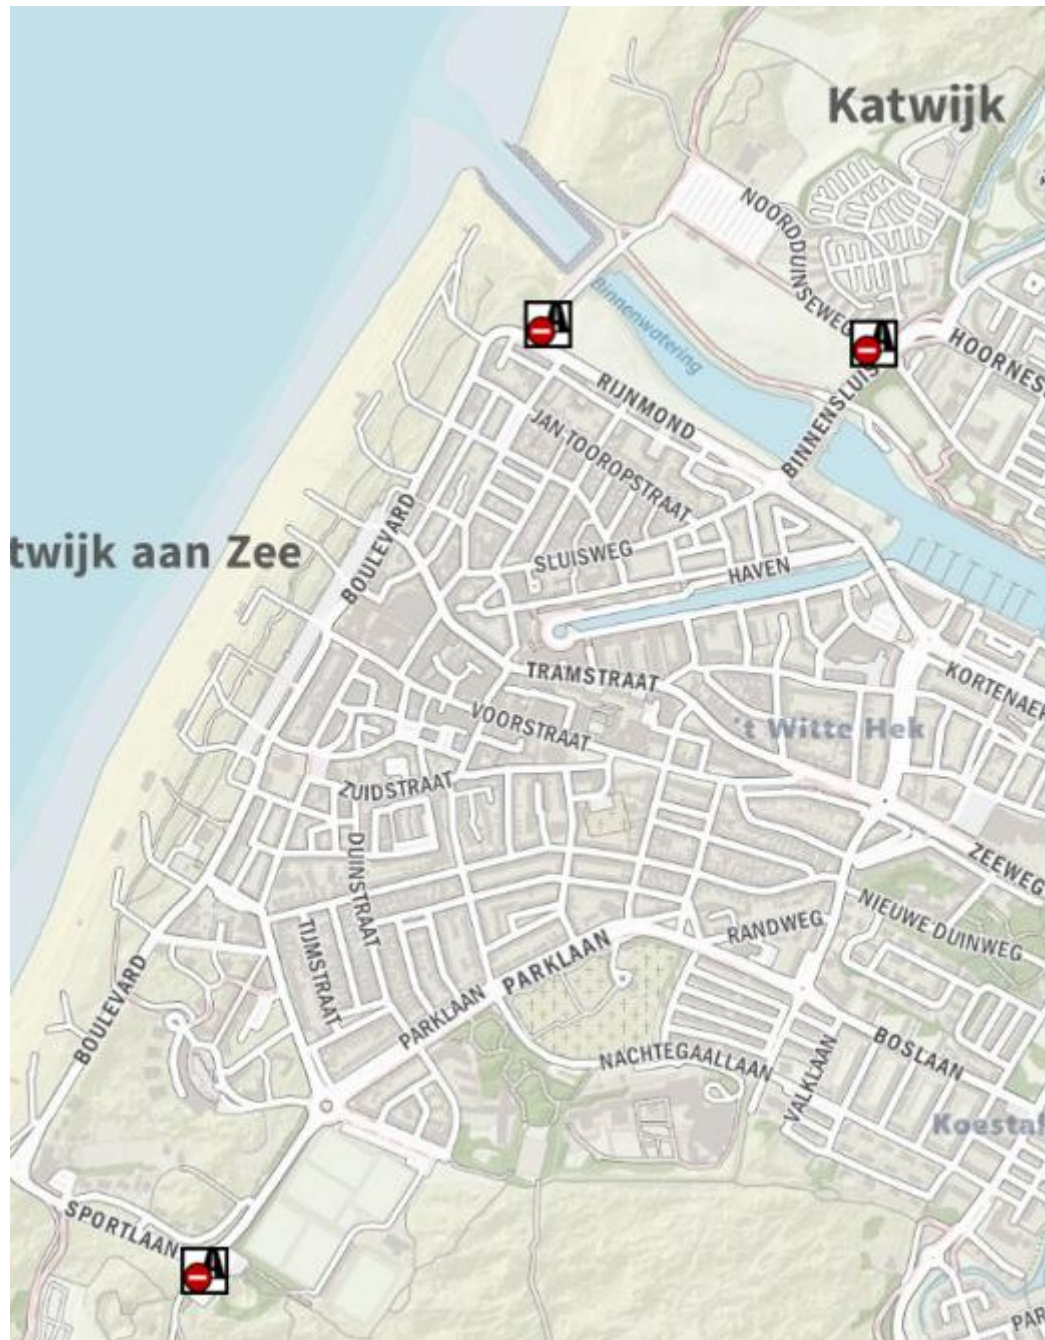 Katwijk
NOORDDUINSEWEG
Binnenwatering
A
A
HOORNES
RIJNMOND
BINNENSLUIS
JAN TOOROPSTRAAT
BOULEVARD
twijk aan Zee
SLUISWEG
HAVEN
TRAMSTRAAT
KORTENAER
VOORSTRAAT
't Witte Hek
ZUIDSTRAAT
DUINSTRAAT
ZEEWEG
NIEUWE DUINWEG
RANDWEG
TIJMSTRAAT
PARKLAAN
PARKLAAN
BOULEVARD
NACHTEGAALLAAN
VALKLAAN
BOSLAAN
Koesta
SPORTLAAN
A
PAR